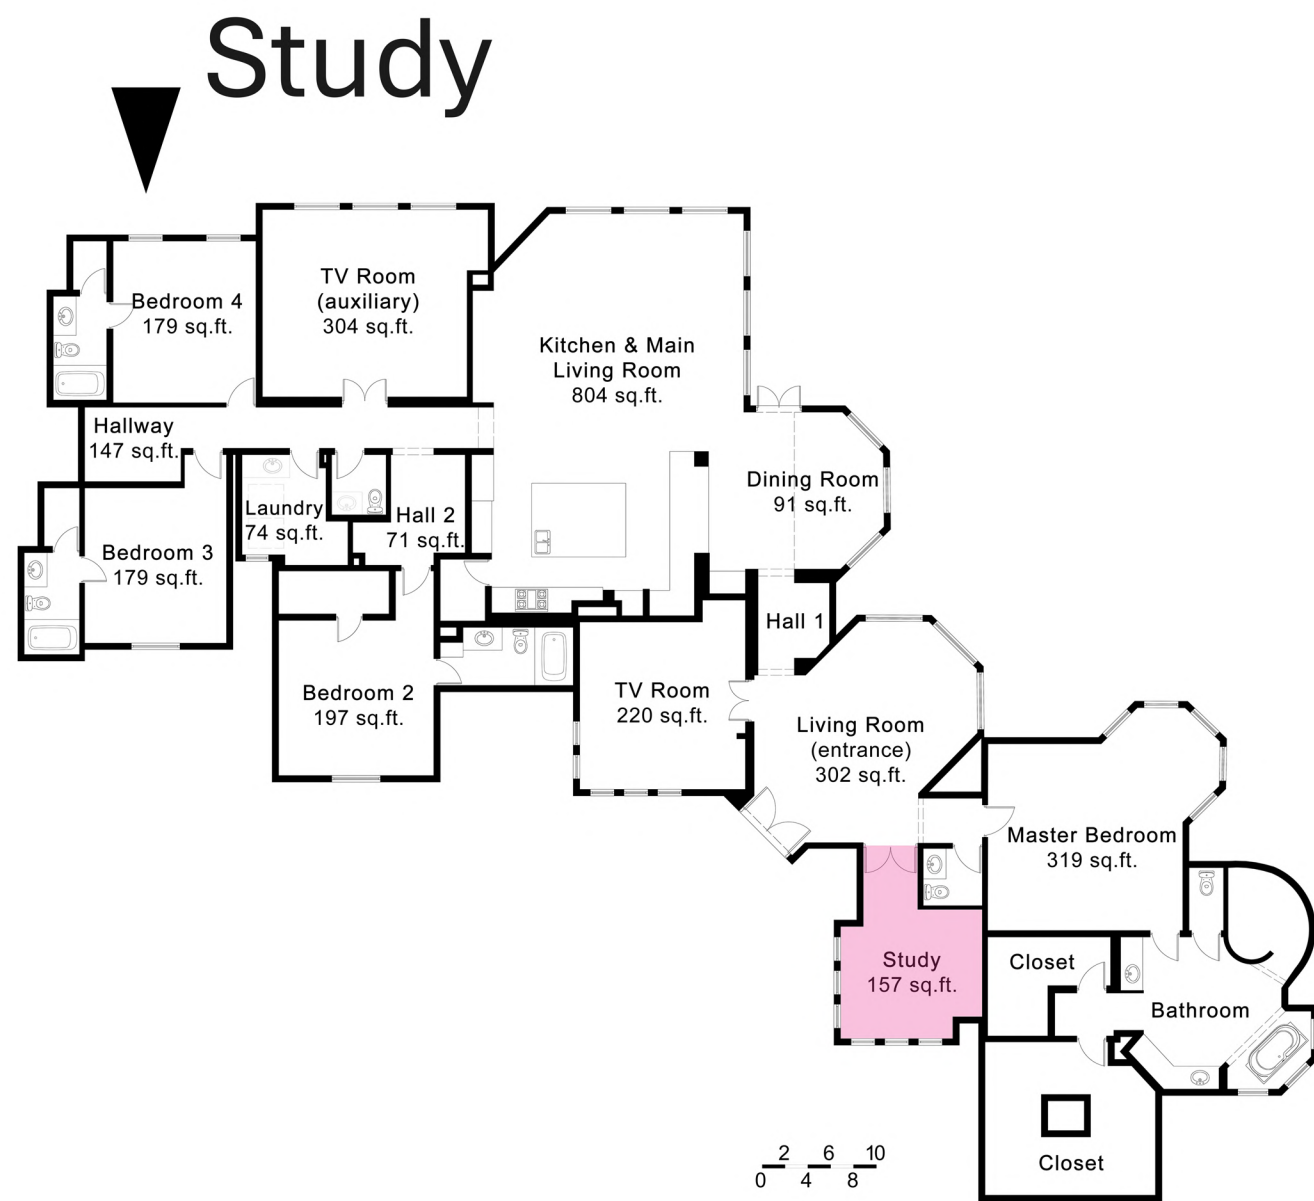 Study
TV Room
(auxiliary)
304 sq.ft.
Bedroom 4
179 sq.ft.
Kitchen & Main
Living Room
804 sq.ft.
Hallway
147 sq.ft.
Dining Room
91 sq.ft.
Laundry
74 sq.ft.
Hall 2
71 sq.ft.
Bedroom 3
179 sq.ft.
Hall 1
Bedroom 2
197 sq.ft.
TV Room
220 sq.ft.
Living Room
(entrance)
302 sq.ft.
Master Bedroom
319 sq.ft.
Study
157 sq.ft.
Closet
Bathroom
Closet
2 6 10
0 4 8